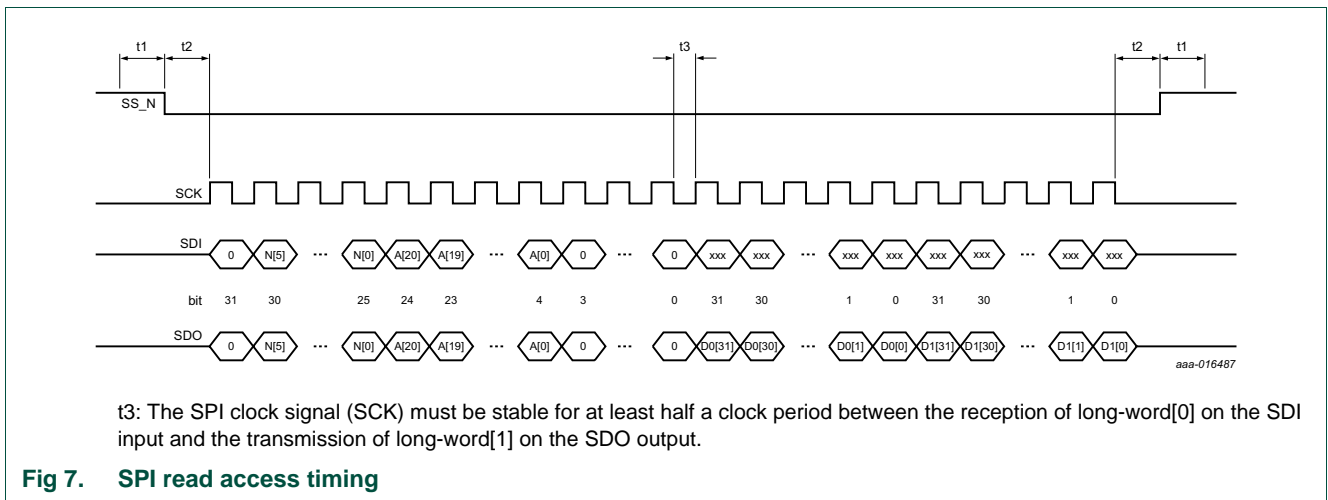 t1 t2 t3 t2 t1
SS_N
SCK
SDI 0 N[5] ··· N[0] A[20] A[19] ··· A[0] 0 ··· 0 xxx xxx ··· xxx xxx xxx xxx ··· xxx xxx
bit 31 30 25 24 23 4 3 0 31 30 1 0 31 30 1 0
SDO 0 N[5] ··· N[0] A[20] A[19] ··· A[0] 0 ··· 0 D0[31] D0[30] ··· D0[1] D0[0] D1[31] D1[30] ··· D1[1] D1[0]
aaa-016487
t3: The SPI clock signal (SCK) must be stable for at least half a clock period between the reception of long-word[0] on the SDI
input and the transmission of long-word[1] on the SDO output.
Fig 7. SPI read access timing